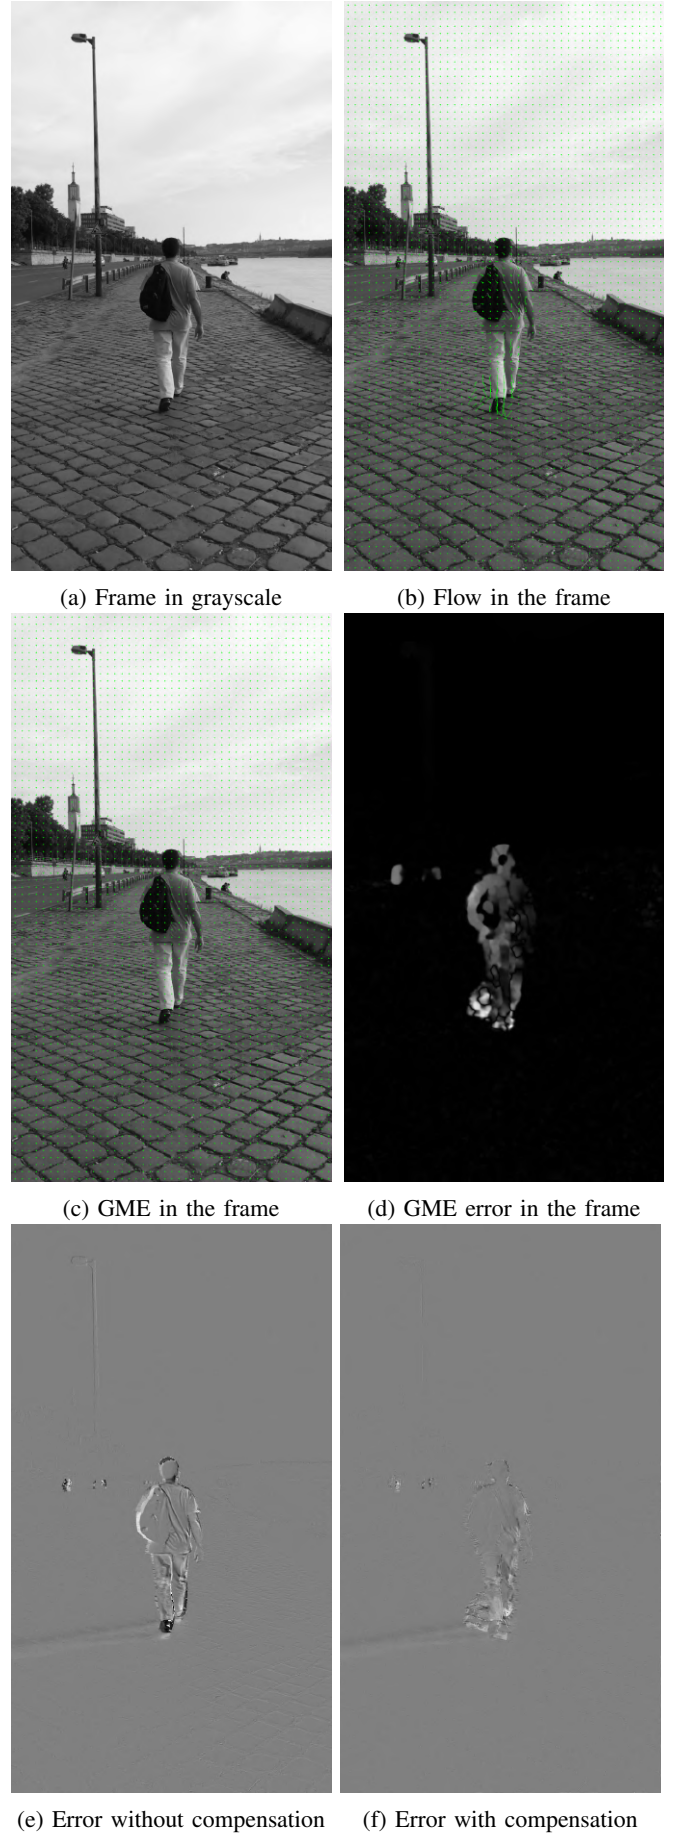 (a) Frame in grayscale
(b) Flow in the frame
(c) GME in the frame
(d) GME error in the frame
(e) Error without compensation
(f) Error with compensation